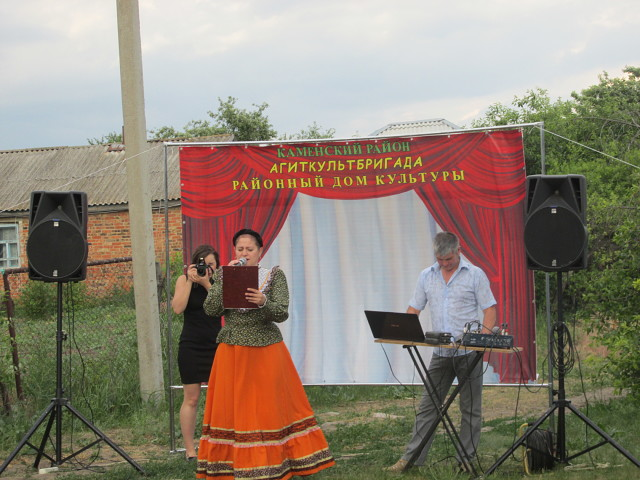 КАМЕНСКИЙ РАЙОН
АГИТКУЛЬТБРИГАДА
РАЙОННЫЙ ДОМ КУЛЬТУРЫ